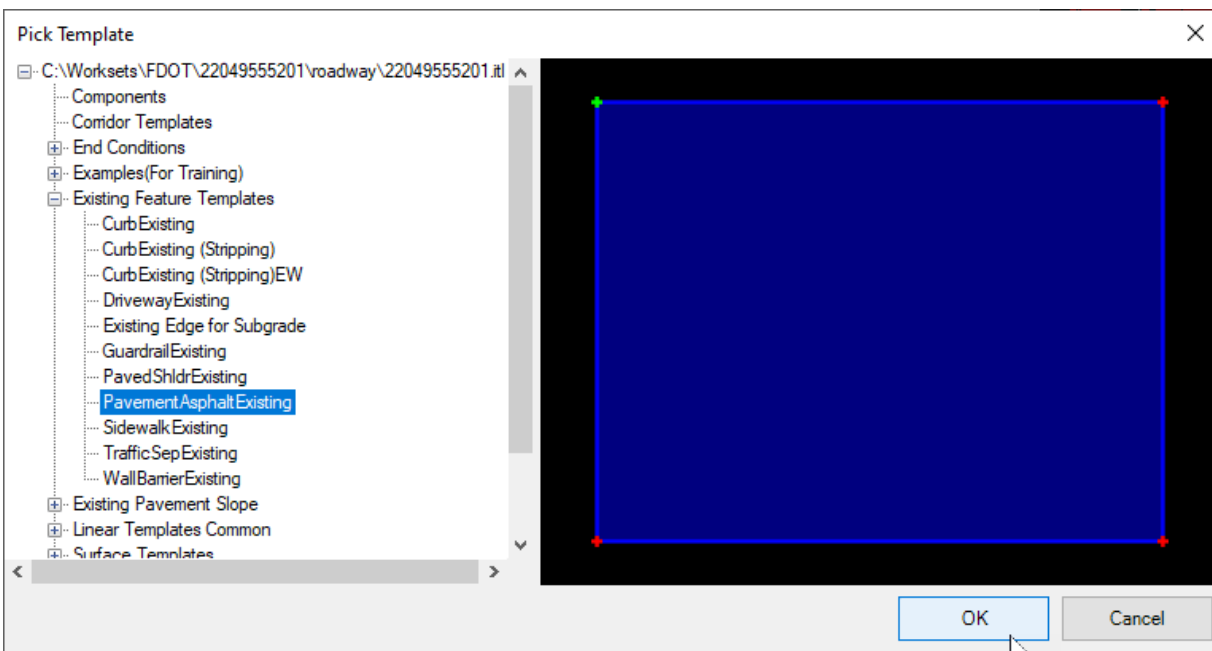 Pick Template
C:\Worksets\FDOT\22049555201\roadway\22049555201.itl
Components
Corridor Templates
End Conditions
Examples(For Training)
Existing Feature Templates
CurbExisting
CurbExisting (Stripping)
CurbExisting (Stripping)EW
DrivewayExisting
Existing Edge for Subgrade
GuardrailExisting
PavedShldrExisting
PavementAsphaltExisting
SidewalkExisting
TrafficSepExisting
WallBarrierExisting
Existing Pavement Slope
Linear Templates Common
Surface Templates
OK
Cancel